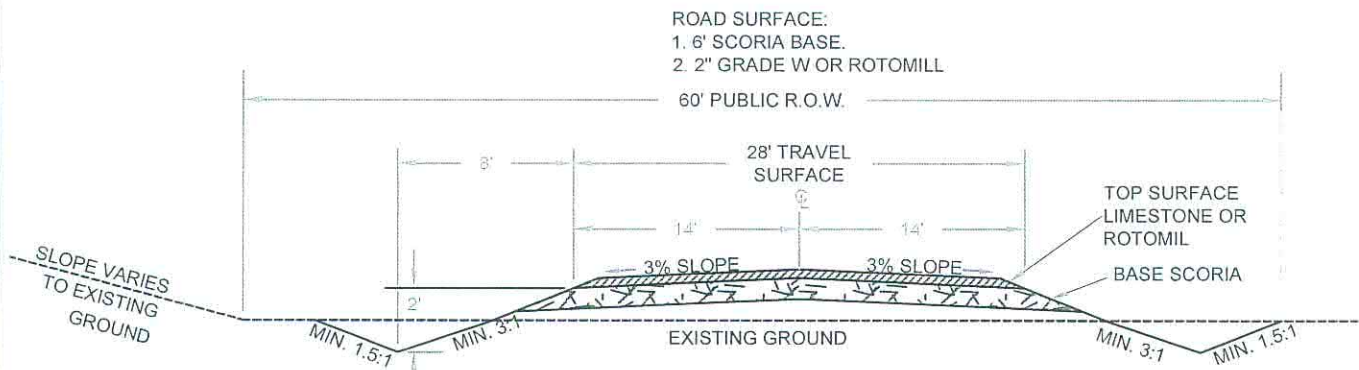 ROAD SURFACE:
1. 6' SCORIA BASE.
2. 2" GRADE W OR ROTOMILL
60' PUBLIC R.O.W.
8'
28' TRAVEL
SURFACE
℄
14'
14'
TOP SURFACE
LIMESTONE OR
ROTOMIL
3% SLOPE
3% SLOPE
BASE SCORIA
SLOPE VARIES
TO EXISTING
GROUND
2'
MIN. 1.5:1
MIN. 3:1
EXISTING GROUND
MIN. 3:1
MIN. 1.5:1